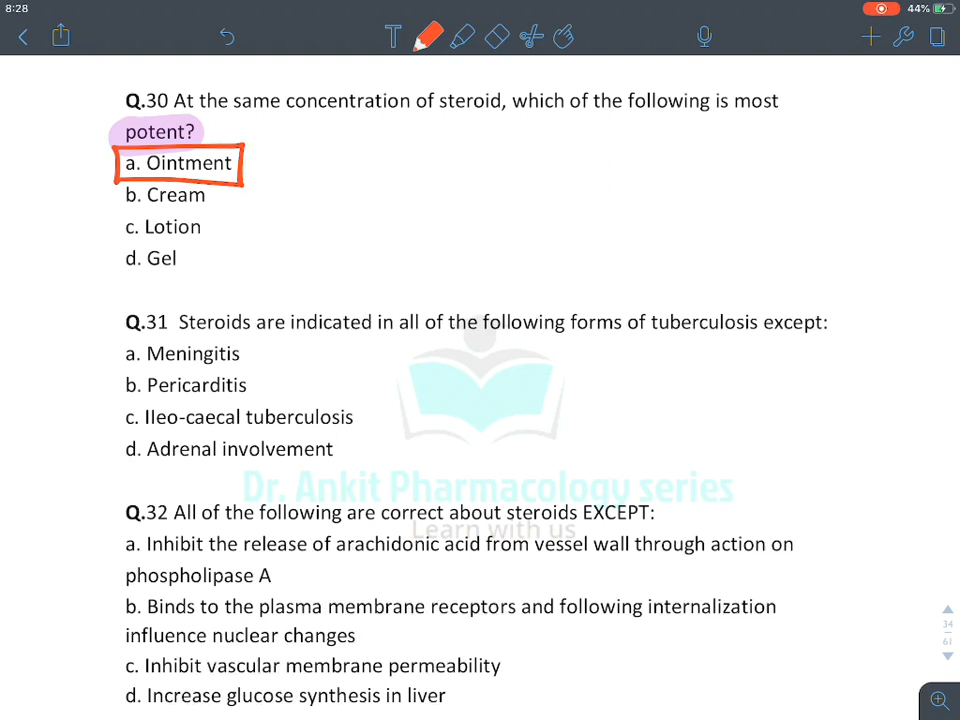 8:28
44%
T
Q.30 At the same concentration of steroid, which of the following is most
potent?
a. Ointment
b. Cream
c. Lotion
d. Gel
Q.31 Steroids are indicated in all of the following forms of tuberculosis except:
a. Meningitis
b. Pericarditis
c. IIeo-caecal tuberculosis
d. Adrenal involvement
Dr. Ankit Pharmacology series
Q.32 All of the following are correct about steroids EXCEPT:
Learn with us
a. Inhibit the release of arachidonic acid from vessel wall through action on
phospholipase A
b. Binds to the plasma membrane receptors and following internalization
influence nuclear changes
c. Inhibit vascular membrane permeability
d. Increase glucose synthesis in liver
34
61